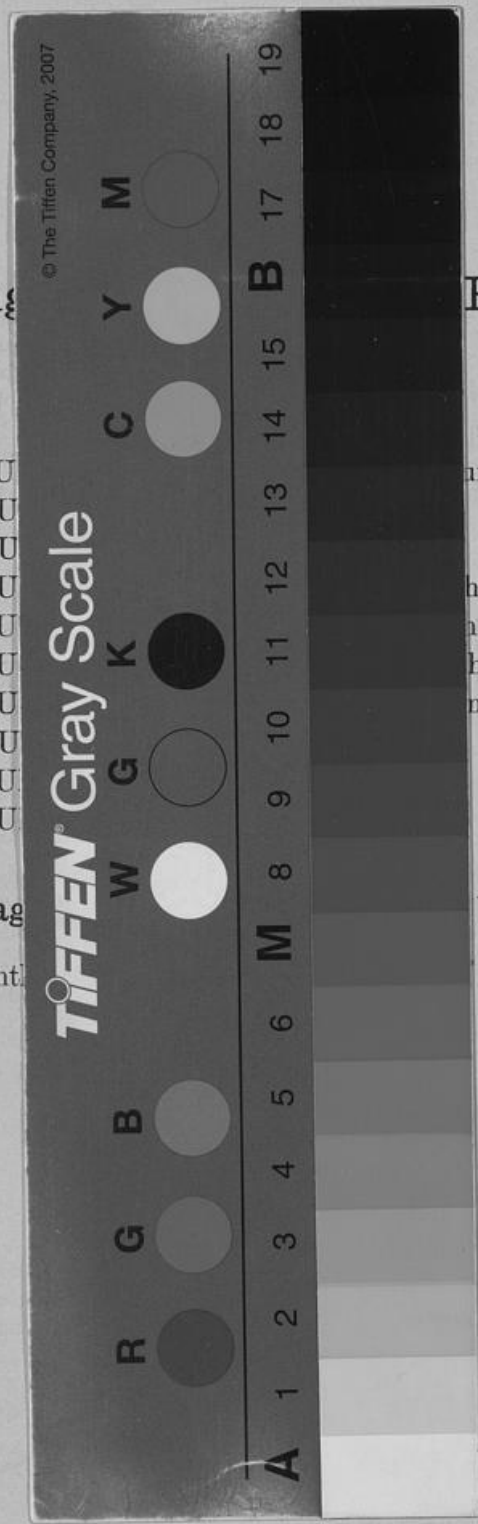 TIFFEN® Gray Scale
© The Tiffen Company, 2007
R G B W G K C Y M
A 1 2 3 4 5 6 M 8 9 10 11 12 13 14 15 B 17 18 19
U
U
U
U
U
U
U
U
U
U